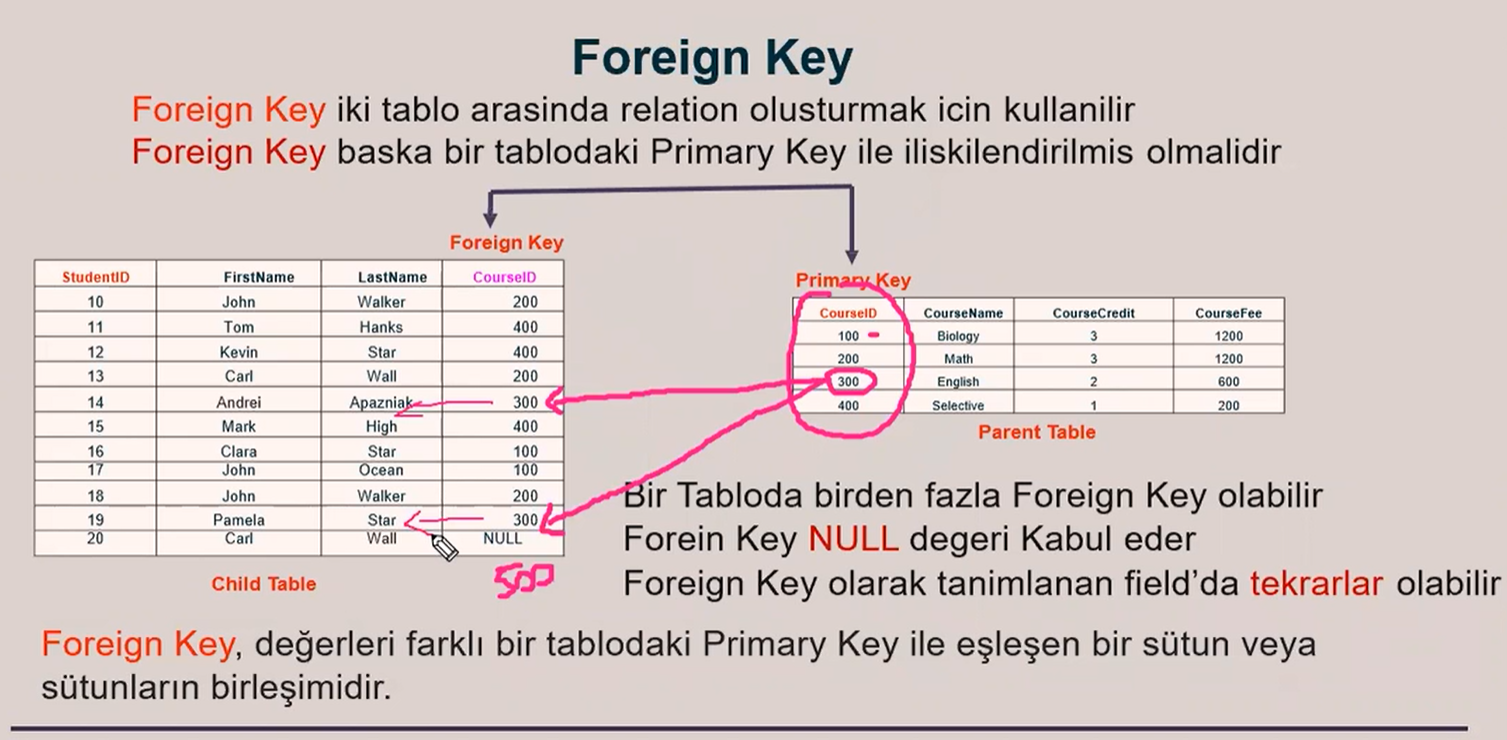 Foreign Key
Foreign Key iki tablo arasinda relation olusturmak icin kullanilir
Foreign Key baska bir tablodaki Primary Key ile iliskilendirilmis olmalidir
Foreign Key
StudentID FirstName LastName CourseID
10 John Walker 200
11 Tom Hanks 400
12 Kevin Star 400
13 Carl Wall 200
14 Andrei Apazniak 300
15 Mark High 400
16 Clara Star 100
17 John Ocean 100
18 John Walker 200
19 Pamela Star 300
20 Carl Wall NULL
500
Child Table
Primary Key
CourseID CourseName CourseCredit CourseFee
100 Biology 3 1200
200 Math 3 1200
300 English 2 600
400 Selective 1 200
Parent Table
Bir Tabloda birden fazla Foreign Key olabilir
Forein Key NULL degeri Kabul eder
Foreign Key olarak tanimlanan field’da tekrarlar olabilir
Foreign Key, değerleri farklı bir tablodaki Primary Key ile eşleşen bir sütun veya
sütunların birleşimidir.